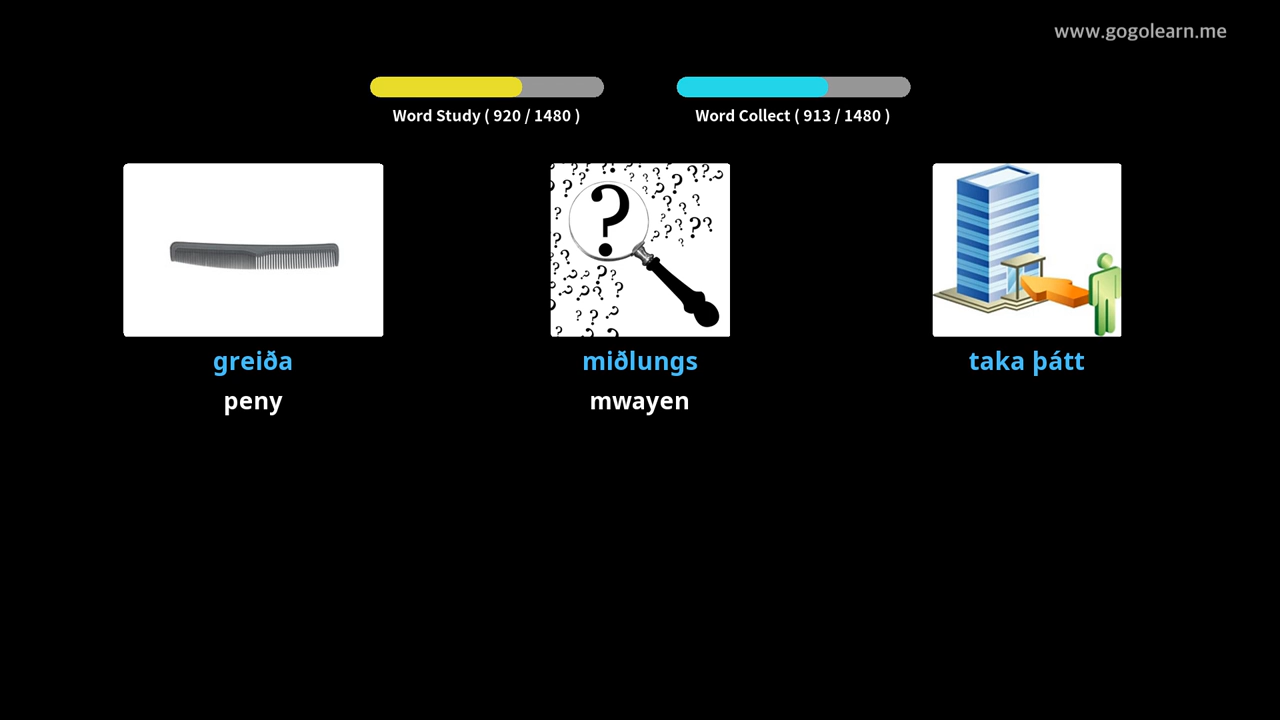 www.gogolearn.me
Word Study ( 920 / 1480 )
Word Collect ( 913 / 1480 )
greiða
miðlungs
taka þátt
peny
mwayen